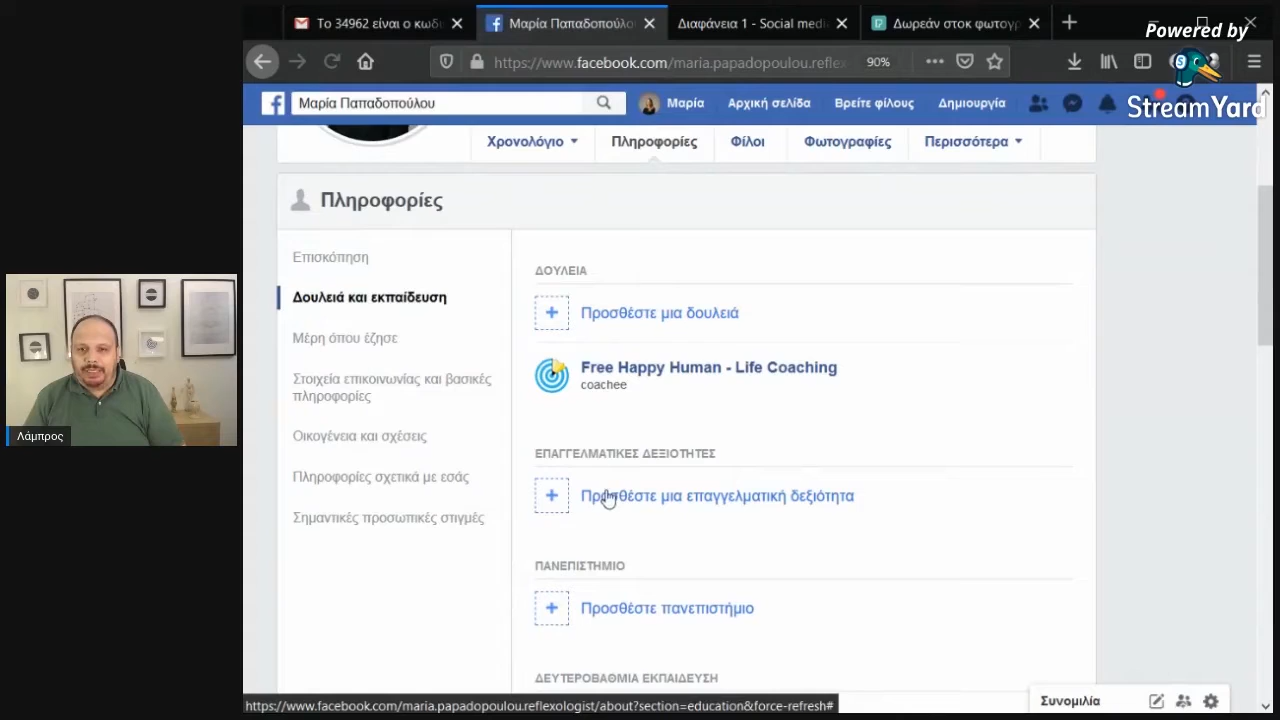 Το 34962 είναι ο κωδι
Μαρία Παπαδοπούλο
Διαφάνεια 1 - Social medi
Δωρεάν στοκ φωτογρ
Powered by
StreamYard
https://www.facebook.com/maria.papadopoulou.reflex
90%
Μαρία Παπαδοπούλου
Μαρία
Αρχική σελίδα
Βρείτε φίλους
Δημιουργία
Χρονολόγιο
Πληροφορίες
Φίλοι
Φωτογραφίες
Περισσότερα
Πληροφορίες
Επισκόπηση
Δουλειά και εκπαίδευση
Μέρη όπου έζησε
Στοιχεία επικοινωνίας και βασικές
πληροφορίες
Οικογένεια και σχέσεις
Πληροφορίες σχετικά με εσάς
Σημαντικές προσωπικές στιγμές
ΔΟΥΛΕΙΑ
Προσθέστε μια δουλειά
Free Happy Human - Life Coaching
coachee
ΕΠΑΓΓΕΛΜΑΤΙΚΕΣ ΔΕΞΙΟΤΗΤΕΣ
Προσθέστε μια επαγγελματική δεξιότητα
ΠΑΝΕΠΙΣΤΗΜΙΟ
Προσθέστε πανεπιστήμιο
ΔΕΥΤΕΡΟΒΑΘΜΙΑ ΕΚΠΑΙΔΕΥΣΗ
Λάμπρος
https://www.facebook.com/maria.papadopoulou.reflexologist/about?section=education&force-refresh#
Συνομιλία